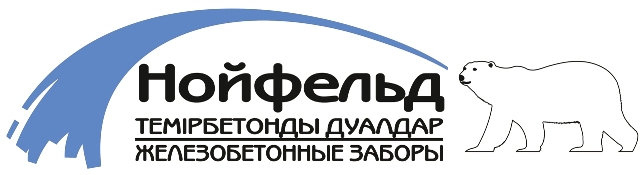 Нойфельд
ТЕМІРБЕТОНДЫ ДУАЛДАР
ЖЕЛЕЗОБЕТОННЫЕ ЗАБОРЫ